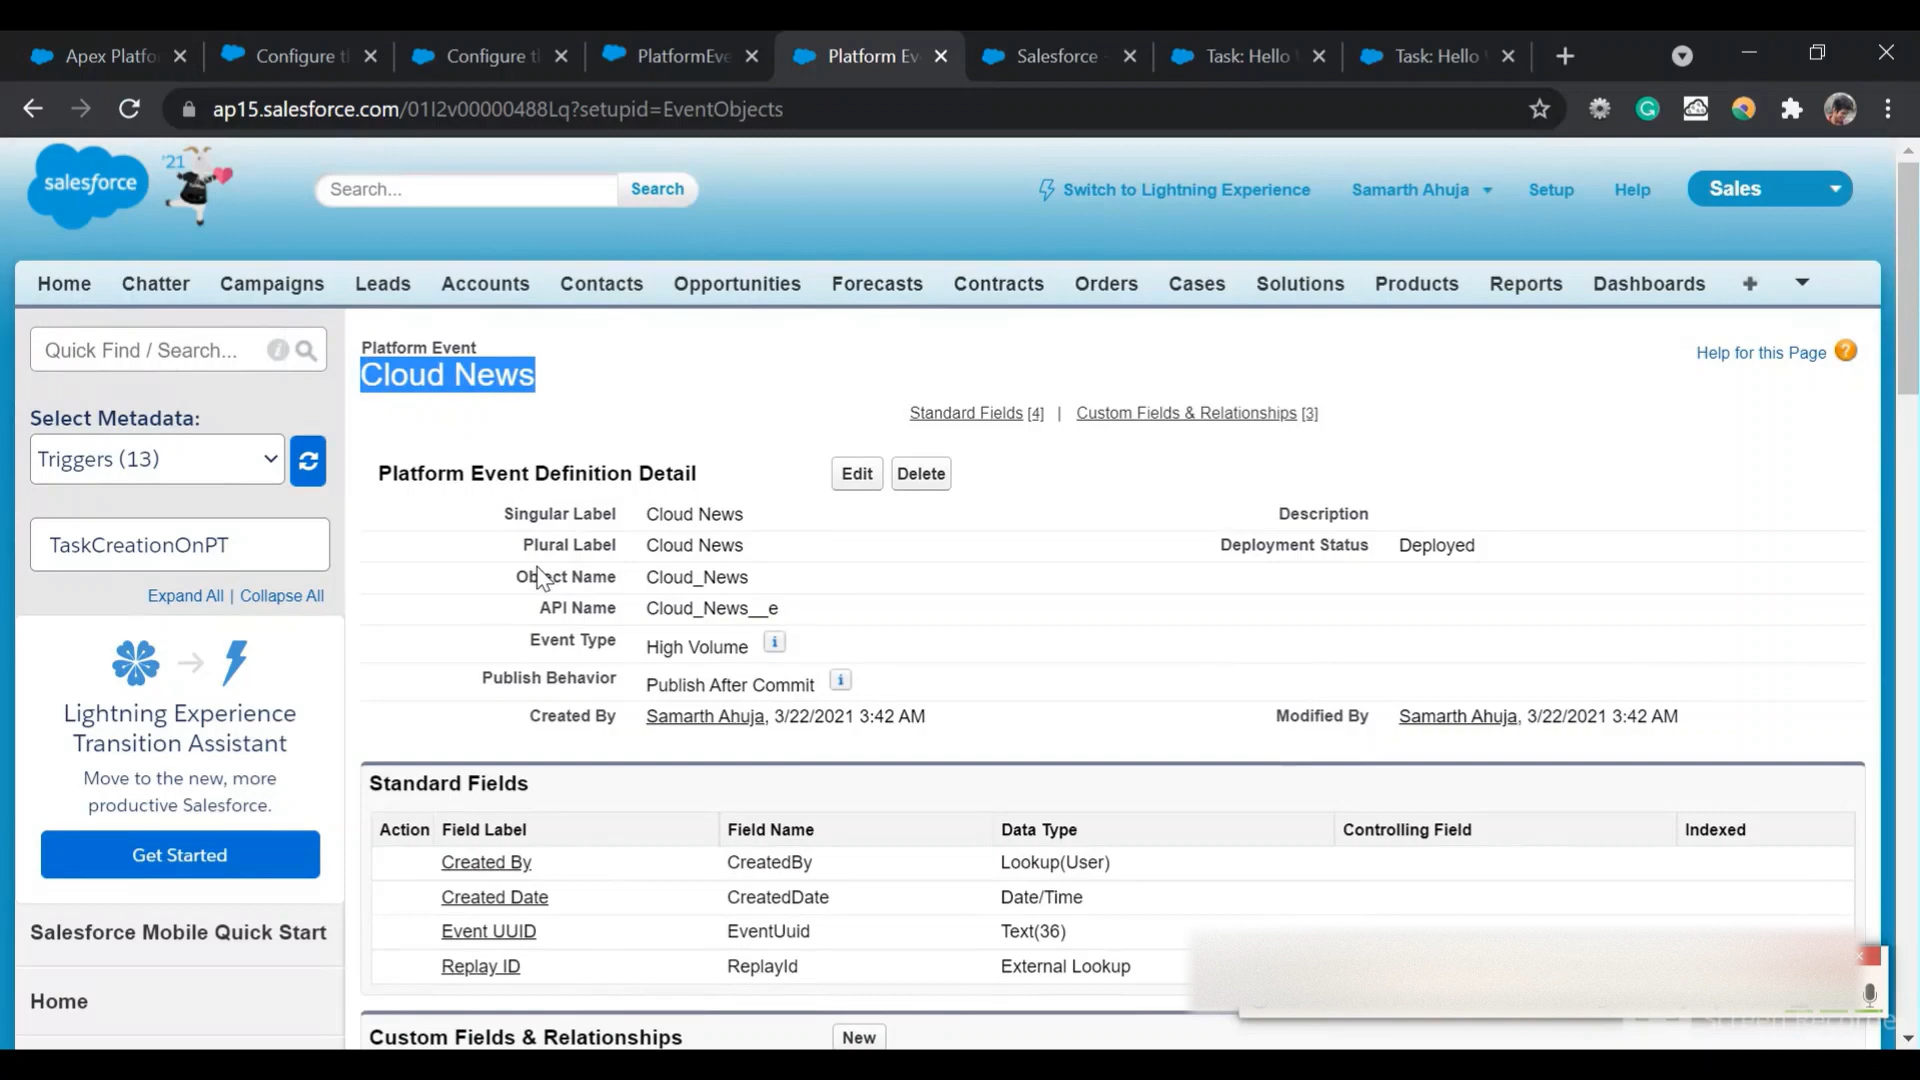 Apex Platfo
Configure t
Configure t
PlatformEve
Platform Ev
Salesforce -
Task: Hello
Task: Hello
ap15.salesforce.com/01I2v00000488Lq?setupid=EventObjects
salesforce
'21
Search...
Search
Switch to Lightning Experience
Samarth Ahuja
Setup
Help
Sales
Home Chatter Campaigns Leads Accounts Contacts Opportunities Forecasts Contracts Orders Cases Solutions Products Reports Dashboards +
Quick Find / Search...
Select Metadata:
Triggers (13)
TaskCreationOnPT
Expand All | Collapse All
Lightning Experience
Transition Assistant
Move to the new, more
productive Salesforce.
Get Started
Salesforce Mobile Quick Start
Home
Platform Event
Cloud News
Help for this Page ?
Standard Fields [4] | Custom Fields & Relationships [3]
Platform Event Definition Detail Edit Delete
Singular Label Cloud News Description
Plural Label Cloud News Deployment Status Deployed
Object Name Cloud_News
API Name Cloud_News__e
Event Type High Volume i
Publish Behavior Publish After Commit i
Created By Samarth Ahuja, 3/22/2021 3:42 AM Modified By Samarth Ahuja, 3/22/2021 3:42 AM
Standard Fields
Action Field Label Field Name Data Type Controlling Field Indexed
Created By CreatedBy Lookup(User)
Created Date CreatedDate Date/Time
Event UUID EventUuid Text(36)
Replay ID ReplayId External Lookup
Custom Fields & Relationships New